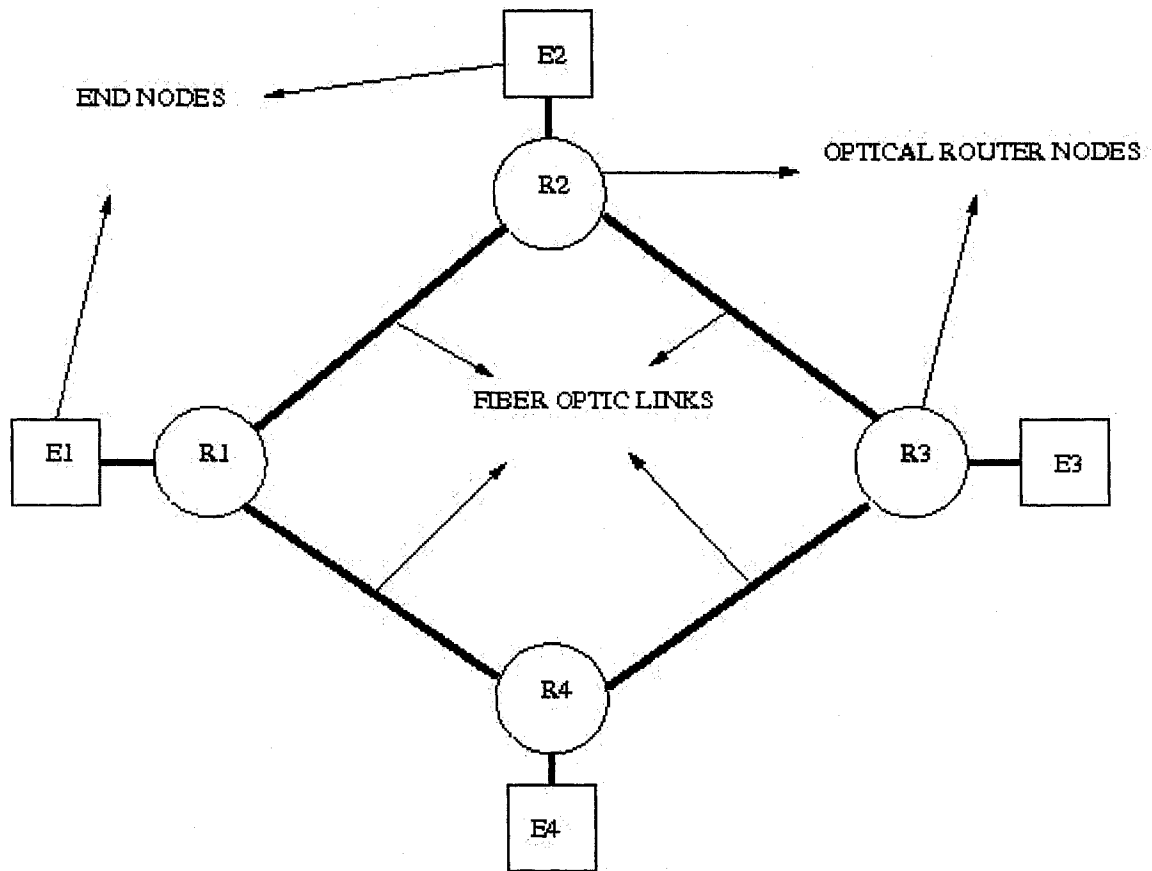 E2
END NODES
OPTICAL ROUTER NODES
R2
FIBER OPTIC LINKS
E1
R1
R3
E3
R4
E4